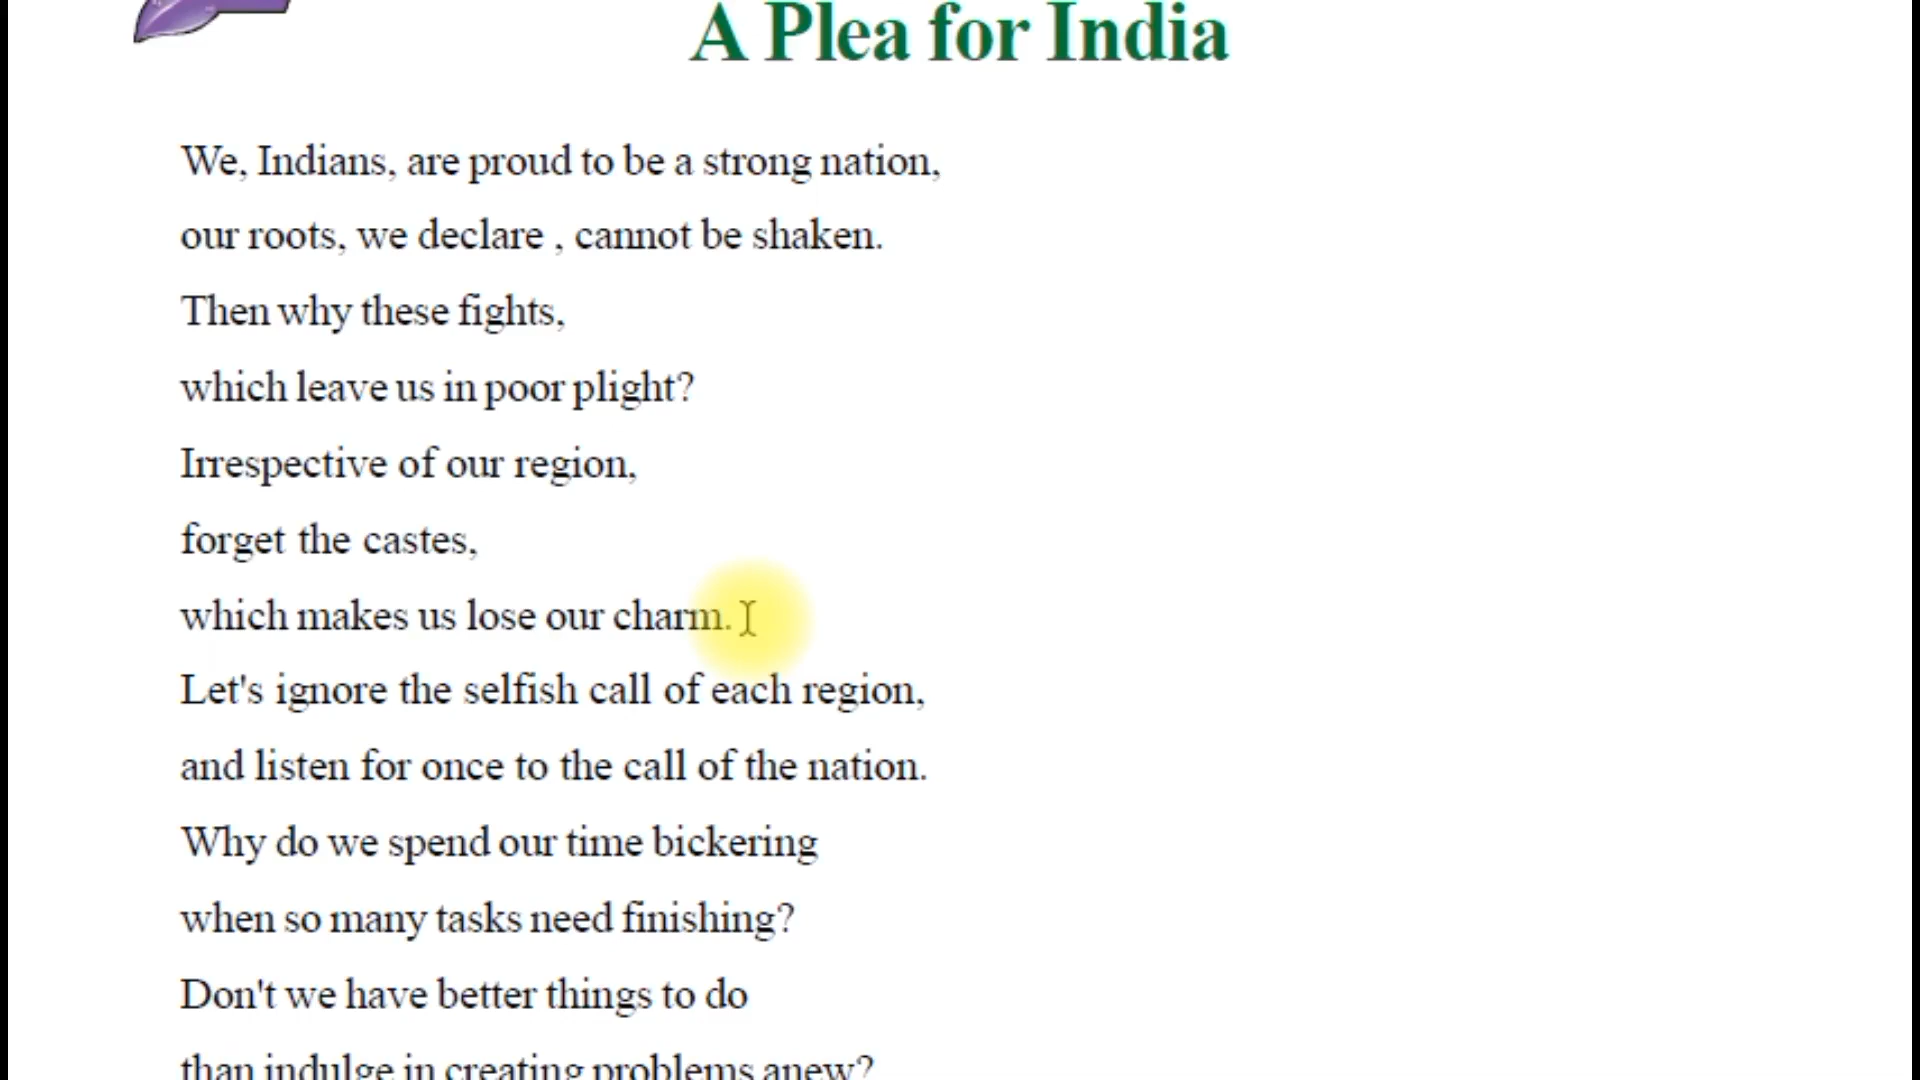 A Plea for India
We, Indians, are proud to be a strong nation,
our roots, we declare , cannot be shaken.
Then why these fights,
which leave us in poor plight?
Irrespective of our region,
forget the castes,
which makes us lose our charm.
Let's ignore the selfish call of each region,
and listen for once to the call of the nation.
Why do we spend our time bickering
when so many tasks need finishing?
Don't we have better things to do
than indulge in creating problems anew?